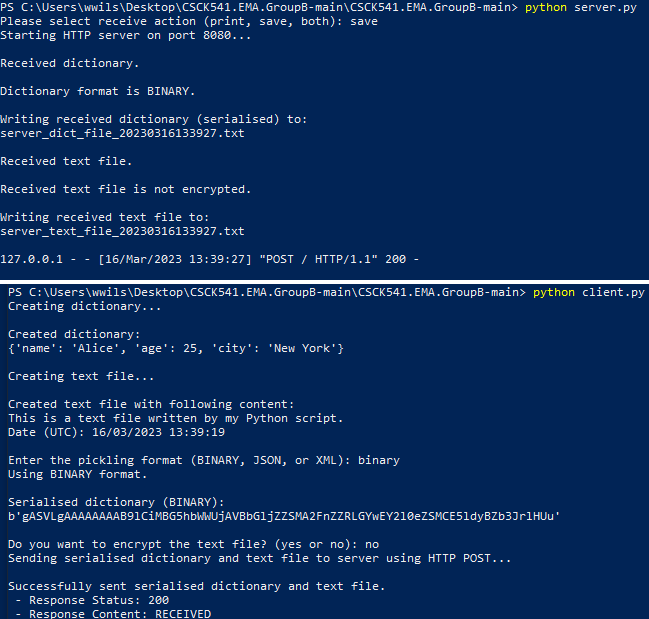 PS C:\Users\wwils\Desktop\CSCK541.EMA.GroupB-main\CSCK541.EMA.GroupB-main> python server.py
Please select receive action (print, save, both): save
Starting HTTP server on port 8080...
Received dictionary.
Dictionary format is BINARY.
Writing received dictionary (serialised) to:
server_dict_file_20230316133927.txt
Received text file.
Received text file is not encrypted.
Writing received text file to:
server_text_file_20230316133927.txt
127.0.0.1 - - [16/Mar/2023 13:39:27] "POST / HTTP/1.1" 200 -
PS C:\Users\wwils\Desktop\CSCK541.EMA.GroupB-main\CSCK541.EMA.GroupB-main> python client.py
Creating dictionary...
Created dictionary:
{'name': 'Alice', 'age': 25, 'city': 'New York'}
Creating text file...
Created text file with following content:
This is a text file written by my Python script.
Date (UTC): 16/03/2023 13:39:19
Enter the pickling format (BINARY, JSON, or XML): binary
Using BINARY format.
Serialised dictionary (BINARY):
b'gASVLgAAAAAAAAB9lCiMBG5hbWWUjAVBbGljZZSMA2FnZZRLGYwEY2l0eZSMCE5ldyBZb3JrlHUu'
Do you want to encrypt the text file? (yes or no): no
Sending serialised dictionary and text file to server using HTTP POST...
Successfully sent serialised dictionary and text file.
- Response Status: 200
- Response Content: RECEIVED